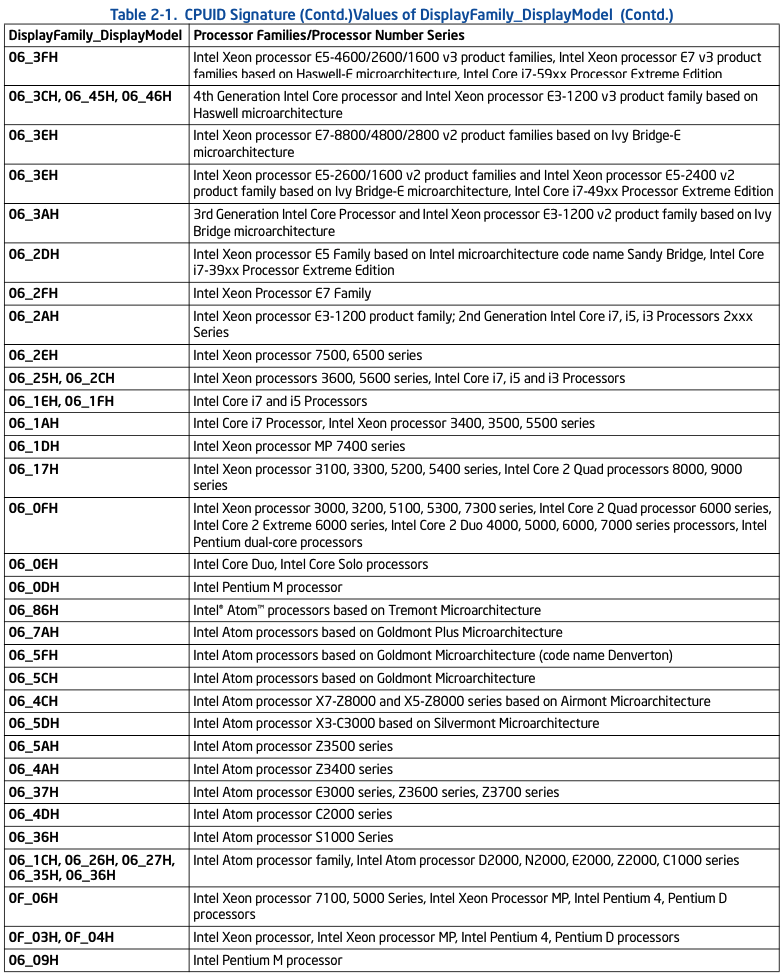 Table 2-1. CPUID Signature (Contd.)Values of DisplayFamily_DisplayModel (Contd.)
DisplayFamily_DisplayModel Processor Families/Processor Number Series
06_3FH Intel Xeon processor E5-4600/2600/1600 v3 product families, Intel Xeon processor E7 v3 product
families based on Haswell-E microarchitecture, Intel Core i7-59xx Processor Extreme Edition
06_3CH, 06_45H, 06_46H 4th Generation Intel Core processor and Intel Xeon processor E3-1200 v3 product family based on
Haswell microarchitecture
06_3EH Intel Xeon processor E7-8800/4800/2800 v2 product families based on Ivy Bridge-E
microarchitecture
06_3EH Intel Xeon processor E5-2600/1600 v2 product families and Intel Xeon processor E5-2400 v2
product family based on Ivy Bridge-E microarchitecture, Intel Core i7-49xx Processor Extreme Edition
06_3AH 3rd Generation Intel Core Processor and Intel Xeon processor E3-1200 v2 product family based on Ivy
Bridge microarchitecture
06_2DH Intel Xeon processor E5 Family based on Intel microarchitecture code name Sandy Bridge, Intel Core
i7-39xx Processor Extreme Edition
06_2FH Intel Xeon Processor E7 Family
06_2AH Intel Xeon processor E3-1200 product family; 2nd Generation Intel Core i7, i5, i3 Processors 2xxx
Series
06_2EH Intel Xeon processor 7500, 6500 series
06_25H, 06_2CH Intel Xeon processors 3600, 5600 series, Intel Core i7, i5 and i3 Processors
06_1EH, 06_1FH Intel Core i7 and i5 Processors
06_1AH Intel Core i7 Processor, Intel Xeon processor 3400, 3500, 5500 series
06_1DH Intel Xeon processor MP 7400 series
06_17H Intel Xeon processor 3100, 3300, 5200, 5400 series, Intel Core 2 Quad processors 8000, 9000
series
06_0FH Intel Xeon processor 3000, 3200, 5100, 5300, 7300 series, Intel Core 2 Quad processor 6000 series,
Intel Core 2 Extreme 6000 series, Intel Core 2 Duo 4000, 5000, 6000, 7000 series processors, Intel
Pentium dual-core processors
06_0EH Intel Core Duo, Intel Core Solo processors
06_0DH Intel Pentium M processor
06_86H Intel® Atom™ processors based on Tremont Microarchitecture
06_7AH Intel Atom processors based on Goldmont Plus Microarchitecture
06_5FH Intel Atom processors based on Goldmont Microarchitecture (code name Denverton)
06_5CH Intel Atom processors based on Goldmont Microarchitecture
06_4CH Intel Atom processor X7-Z8000 and X5-Z8000 series based on Airmont Microarchitecture
06_5DH Intel Atom processor X3-C3000 based on Silvermont Microarchitecture
06_5AH Intel Atom processor Z3500 series
06_4AH Intel Atom processor Z3400 series
06_37H Intel Atom processor E3000 series, Z3600 series, Z3700 series
06_4DH Intel Atom processor C2000 series
06_36H Intel Atom processor S1000 Series
06_1CH, 06_26H, 06_27H, Intel Atom processor family, Intel Atom processor D2000, N2000, E2000, Z2000, C1000 series
06_35H, 06_36H
0F_06H Intel Xeon processor 7100, 5000 Series, Intel Xeon Processor MP, Intel Pentium 4, Pentium D
processors
0F_03H, 0F_04H Intel Xeon processor, Intel Xeon processor MP, Intel Pentium 4, Pentium D processors
06_09H Intel Pentium M processor